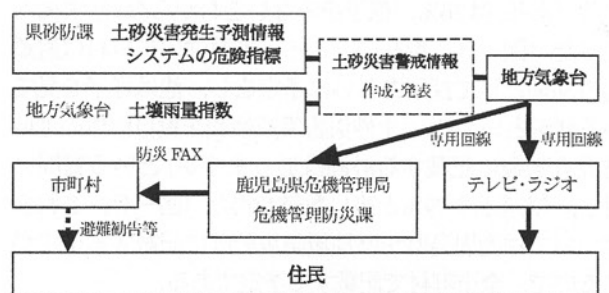 県砂防課 土砂災害発生予測情報
システムの危険指標
地方気象台 土壌雨量指数
土砂災害警戒情報
作成・発表
地方気象台
専用回線
専用回線
防災 FAX
市町村
鹿児島県危機管理局
危機管理防災課
テレビ・ラジオ
避難勧告等
住民